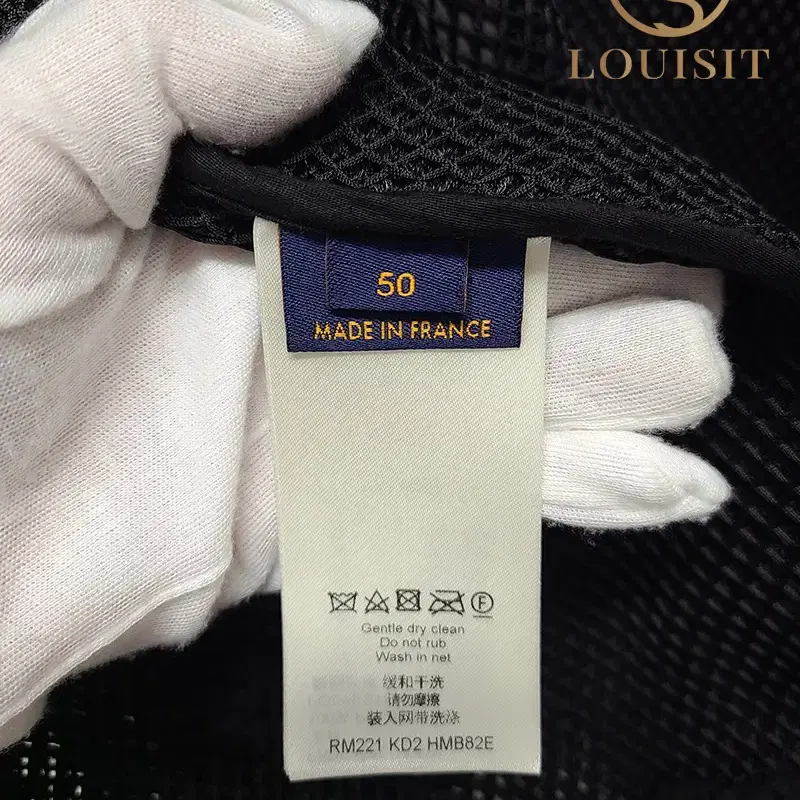 LOUISIT
50
MADE IN FRANCE
Gentle dry clean
Do not rub
Wash in net
缓和干洗
请勿摩擦
装入网带洗涤
RM221 KD2 HMB82E